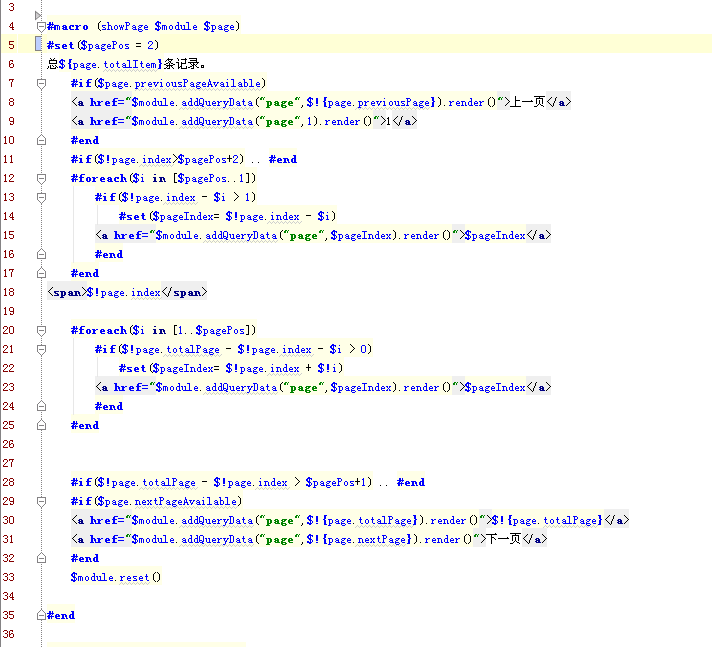 3
4 #macro (showPage $module $page)
5 #set($pagePos = 2)
6 总${page.totalItem}条记录。
7 #if($page.previousPageAvailable)
8 <a href="$module.addQueryData("page",$!{page.previousPage}).render()">上一页</a>
9 <a href="$module.addQueryData("page",1).render()">1</a>
10 #end
11 #if($!page.index>$pagePos+2) .. #end
12 #foreach($i in [$pagePos..1])
13 #if($!page.index - $i > 1)
14 #set($pageIndex= $!page.index - $i)
15 <a href="$module.addQueryData("page",$pageIndex).render()">$pageIndex</a>
16 #end
17 #end
18 <span>$!page.index</span>
19
20 #foreach($i in [1..$pagePos])
21 #if($!page.totalPage - $!page.index - $i > 0)
22 #set($pageIndex= $!page.index + $!i)
23 <a href="$module.addQueryData("page",$pageIndex).render()">$pageIndex</a>
24 #end
25 #end
26
27
28 #if($!page.totalPage - $!page.index > $pagePos+1) .. #end
29 #if($page.nextPageAvailable)
30 <a href="$module.addQueryData("page",$!{page.totalPage}).render()">$!{page.totalPage}</a>
31 <a href="$module.addQueryData("page",$!{page.nextPage}).render()">下一页</a>
32 #end
33 $module.reset()
34
35 #end
36